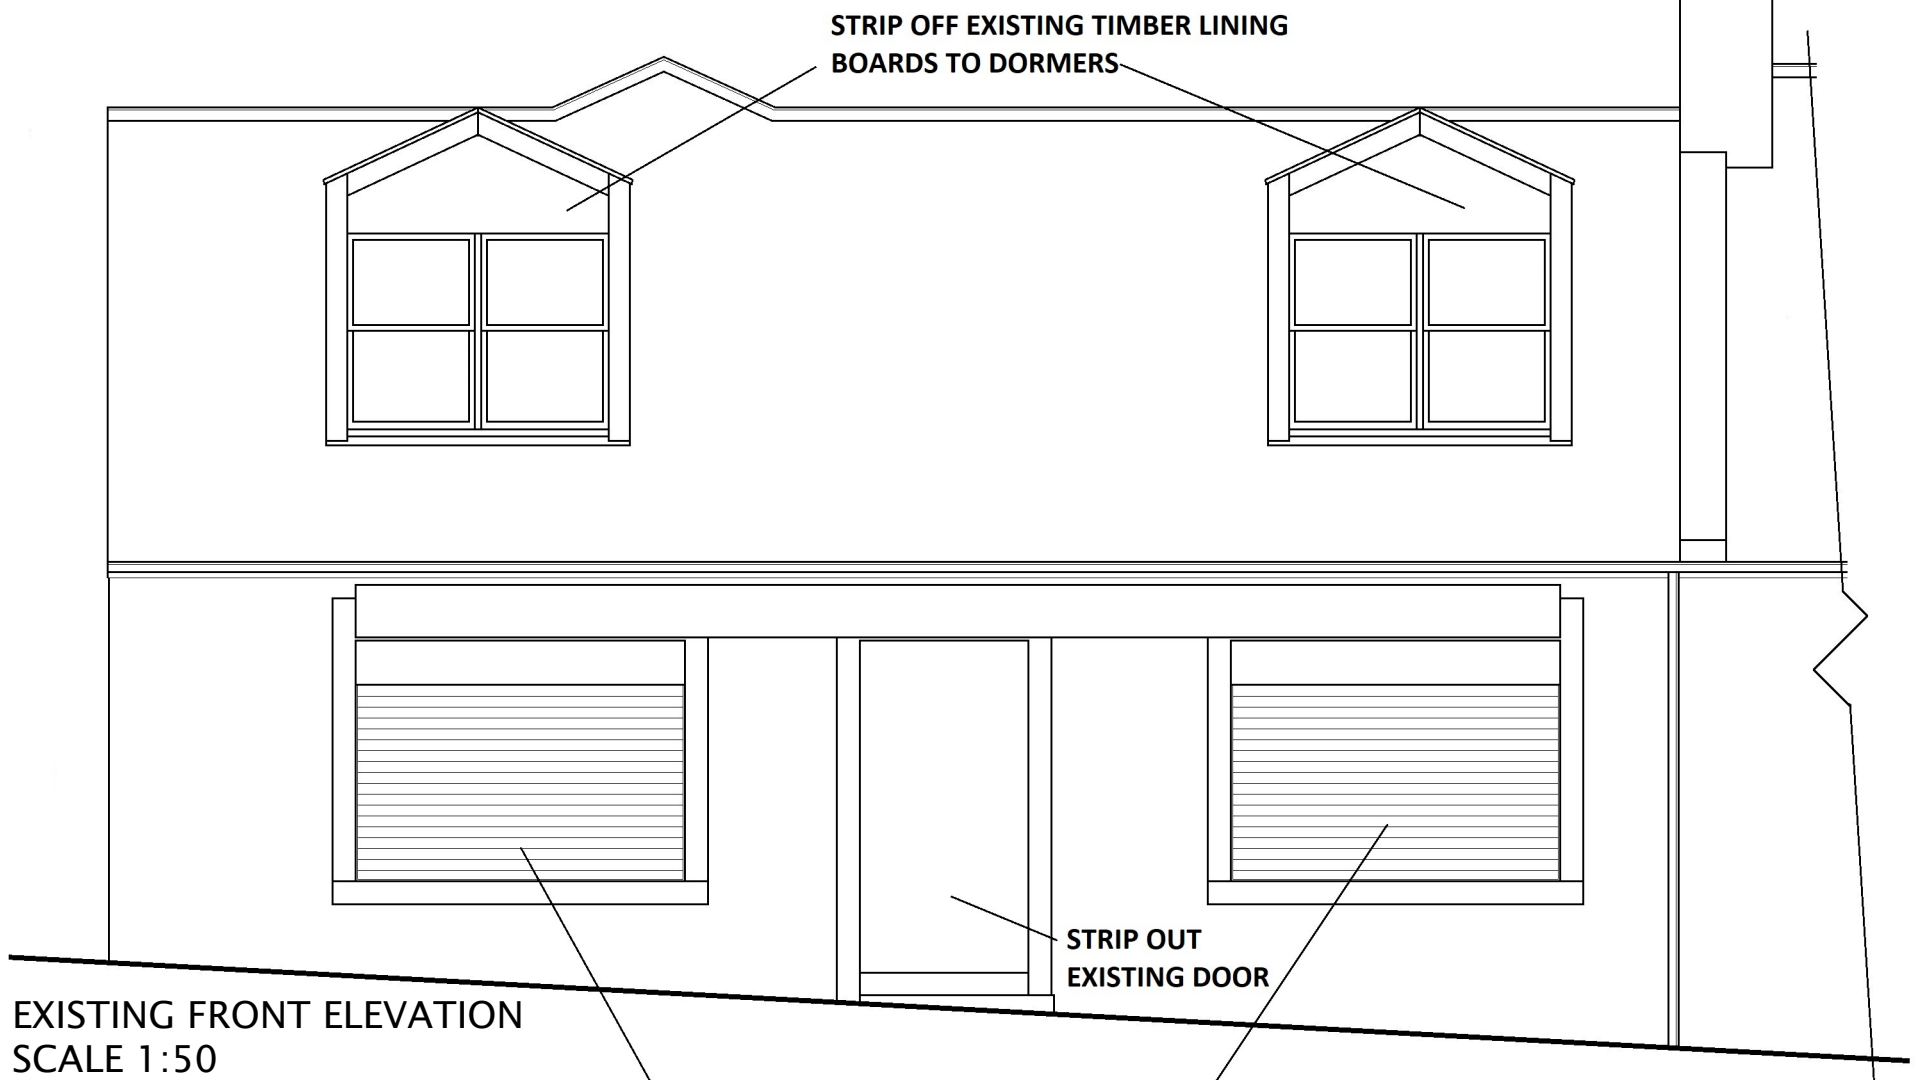 STRIP OFF EXISTING TIMBER LINING
BOARDS TO DORMERS
STRIP OUT
EXISTING DOOR
EXISTING FRONT ELEVATION
SCALE 1:50